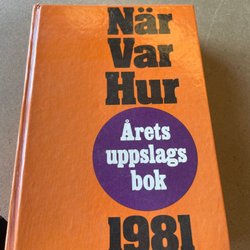 När
Var
Hur
Årets
uppslags
bok
1981